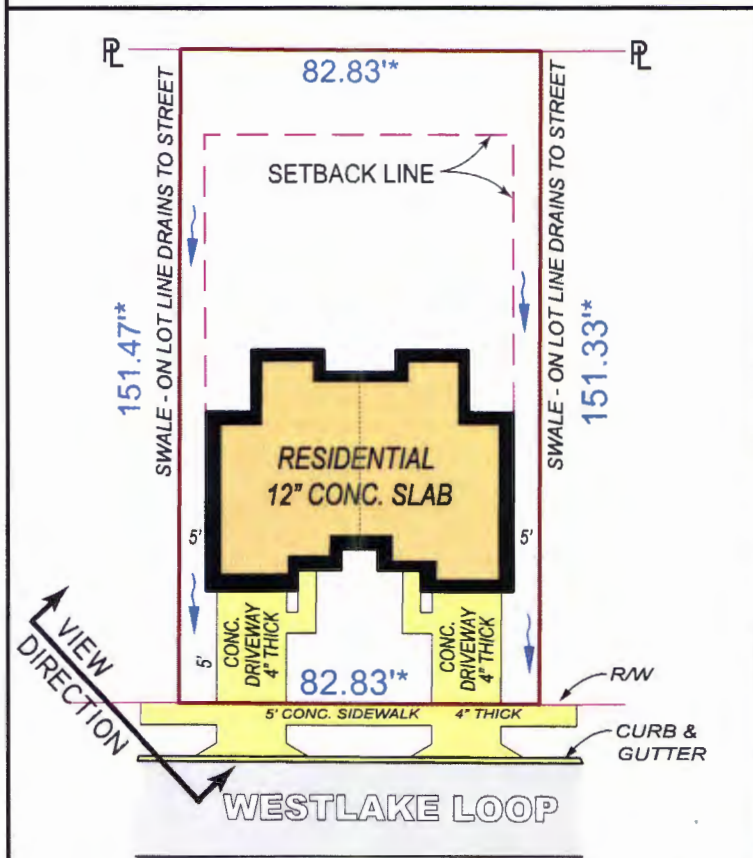 PL
PL
82.83'*
SETBACK LINE
SWALE - ON LOT LINE DRAINS TO STREET
151.47'*
SWALE - ON LOT LINE DRAINS TO STREET
151.33'*
RESIDENTIAL
12" CONC. SLAB
5'
5'
5'
CONC.
DRIVEWAY
4" THICK
CONC.
DRIVEWAY
4" THICK
VIEW
DIRECTION
82.83'*
R/W
5' CONC. SIDEWALK 4" THICK
CURB &
GUTTER
WESTLAKE LOOP